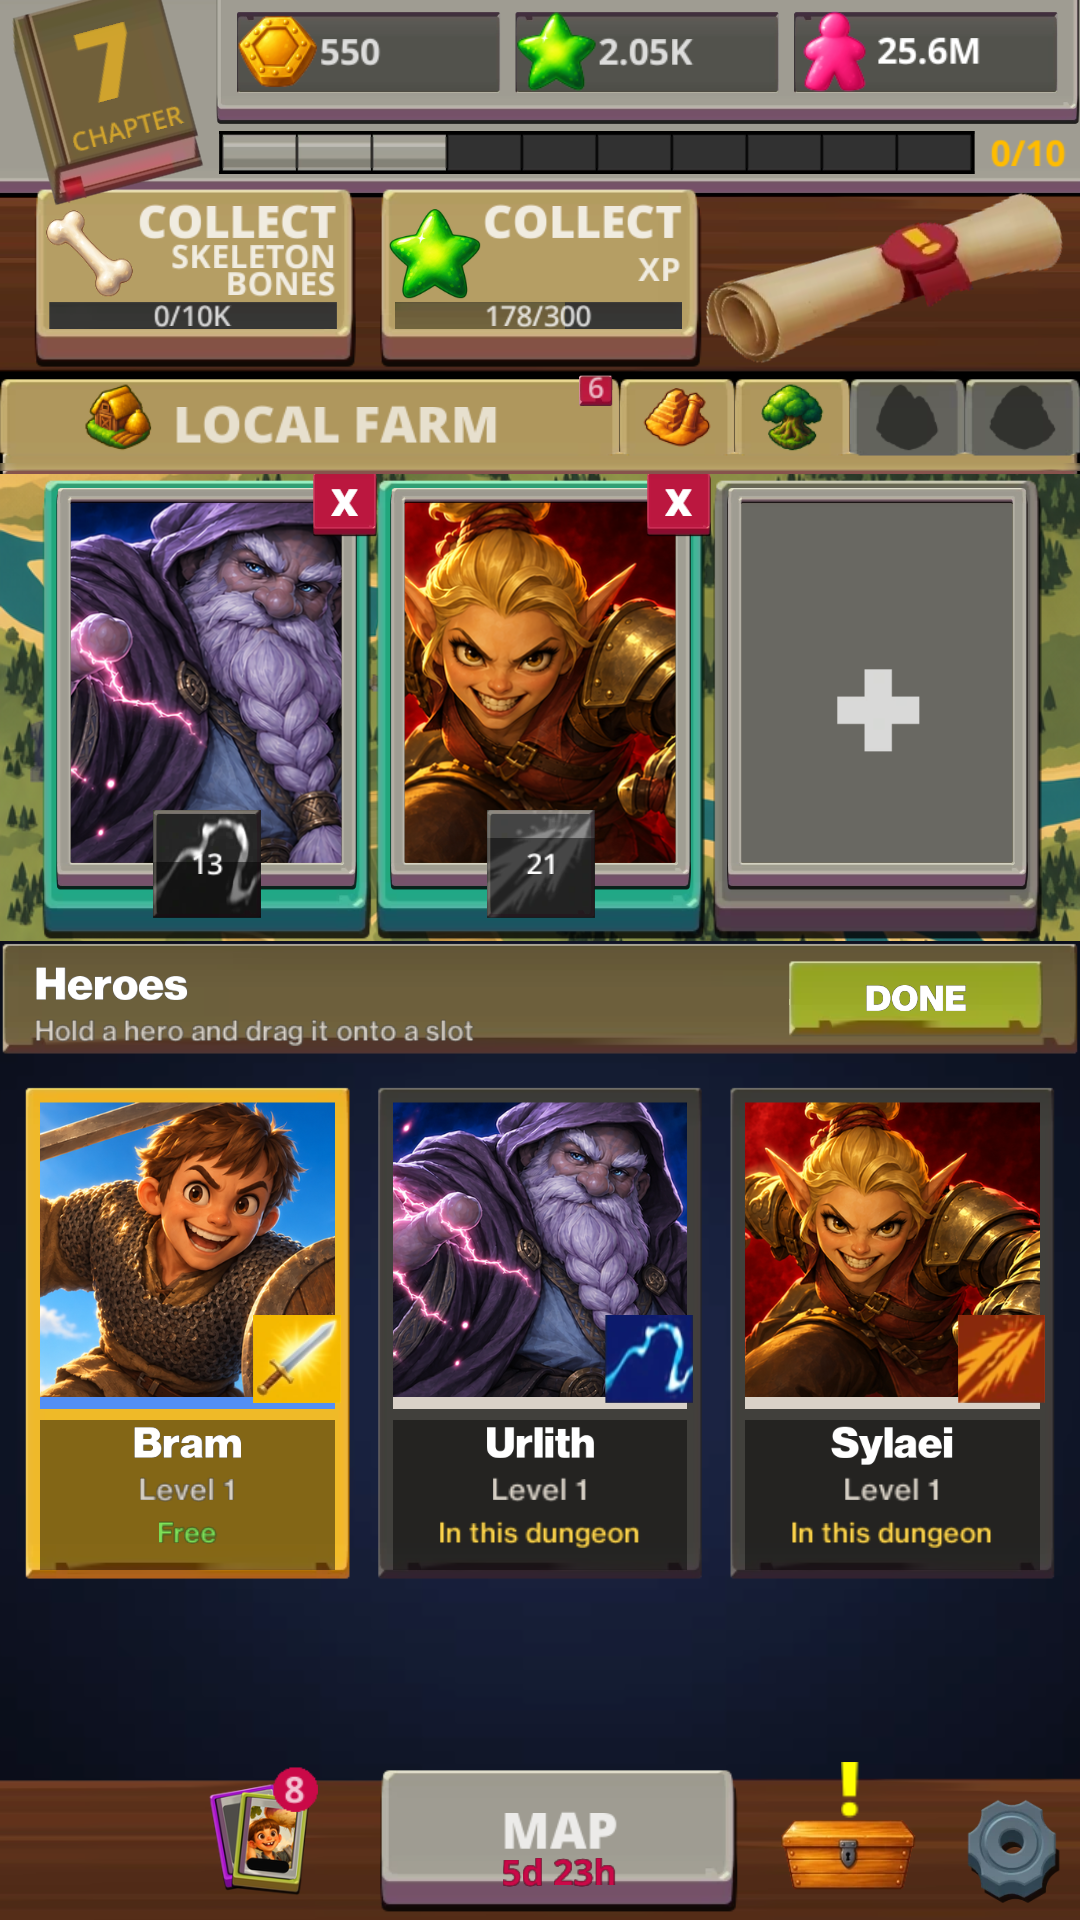 7
CHAPTER
550
2.05K
25.6M
0/10
COLLECT
SKELETON
BONES
0/10K
COLLECT
XP
178/300
LOCAL FARM
6
X
X
13
21
Heroes
Hold a hero and drag it onto a slot
DONE
Bram
Level 1
Free
Urlith
Level 1
In this dungeon
Sylaei
Level 1
In this dungeon
8
MAP
5d 23h